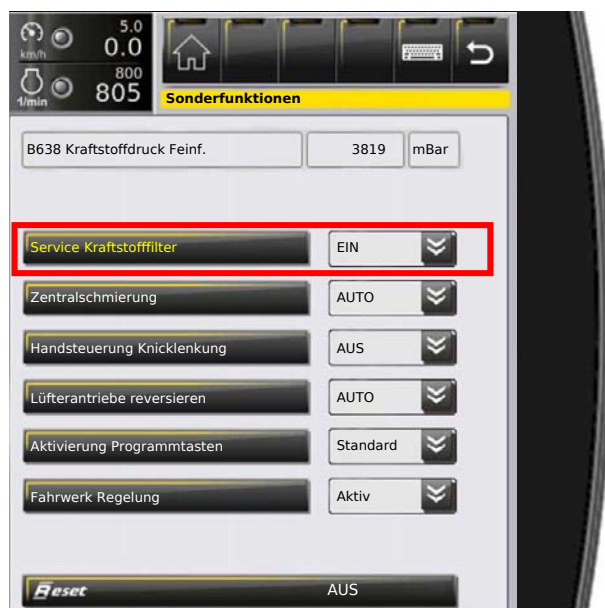 5.0
km/h 0.0
800
1/min 805
Sonderfunktionen
B638 Kraftstoffdruck Feinf. 3819 mBar
Service Kraftstofffilter EIN
Zentralschmierung AUTO
Handsteuerung Knicklenkung AUS
Lüfterantriebe reversieren AUTO
Aktivierung Programmtasten Standard
Fahrwerk Regelung Aktiv
Reset AUS